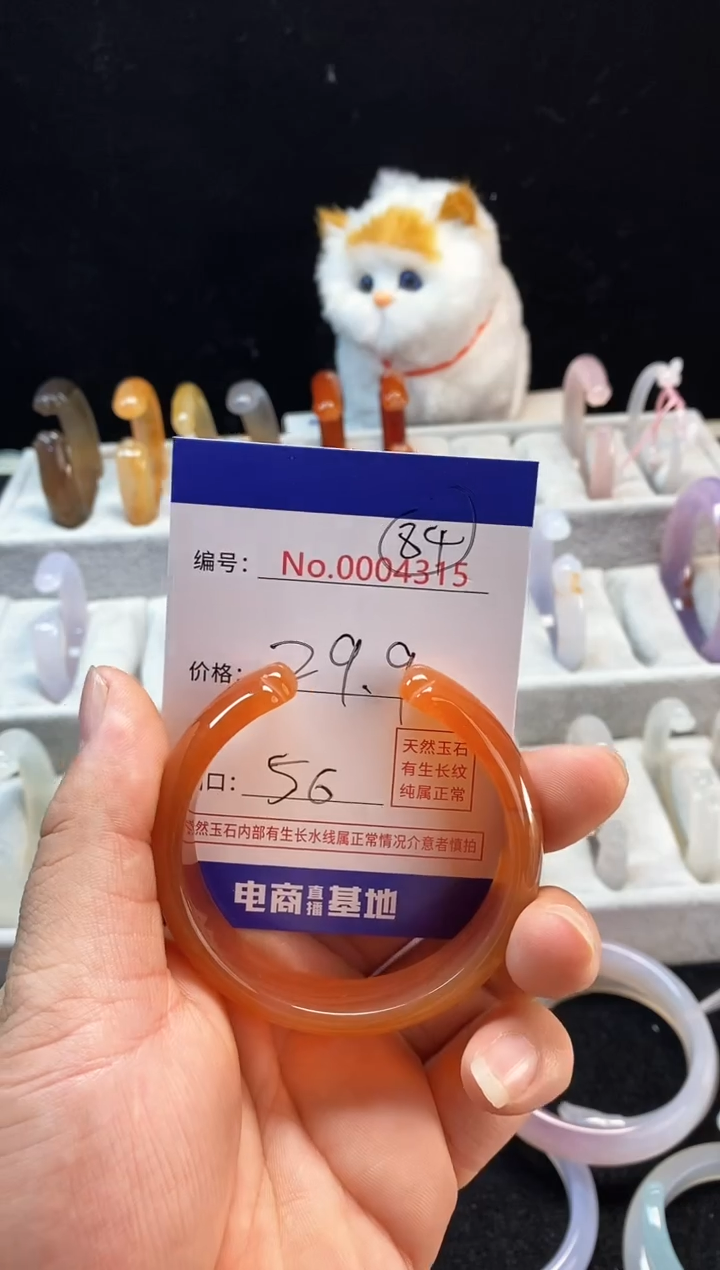 84
编号: No.0004315
价格: 29.9
口: 56
天然玉石
有生长纹
纯属正常
然玉石内部有生长水线属正常情况介意者慎拍
电商直播基地